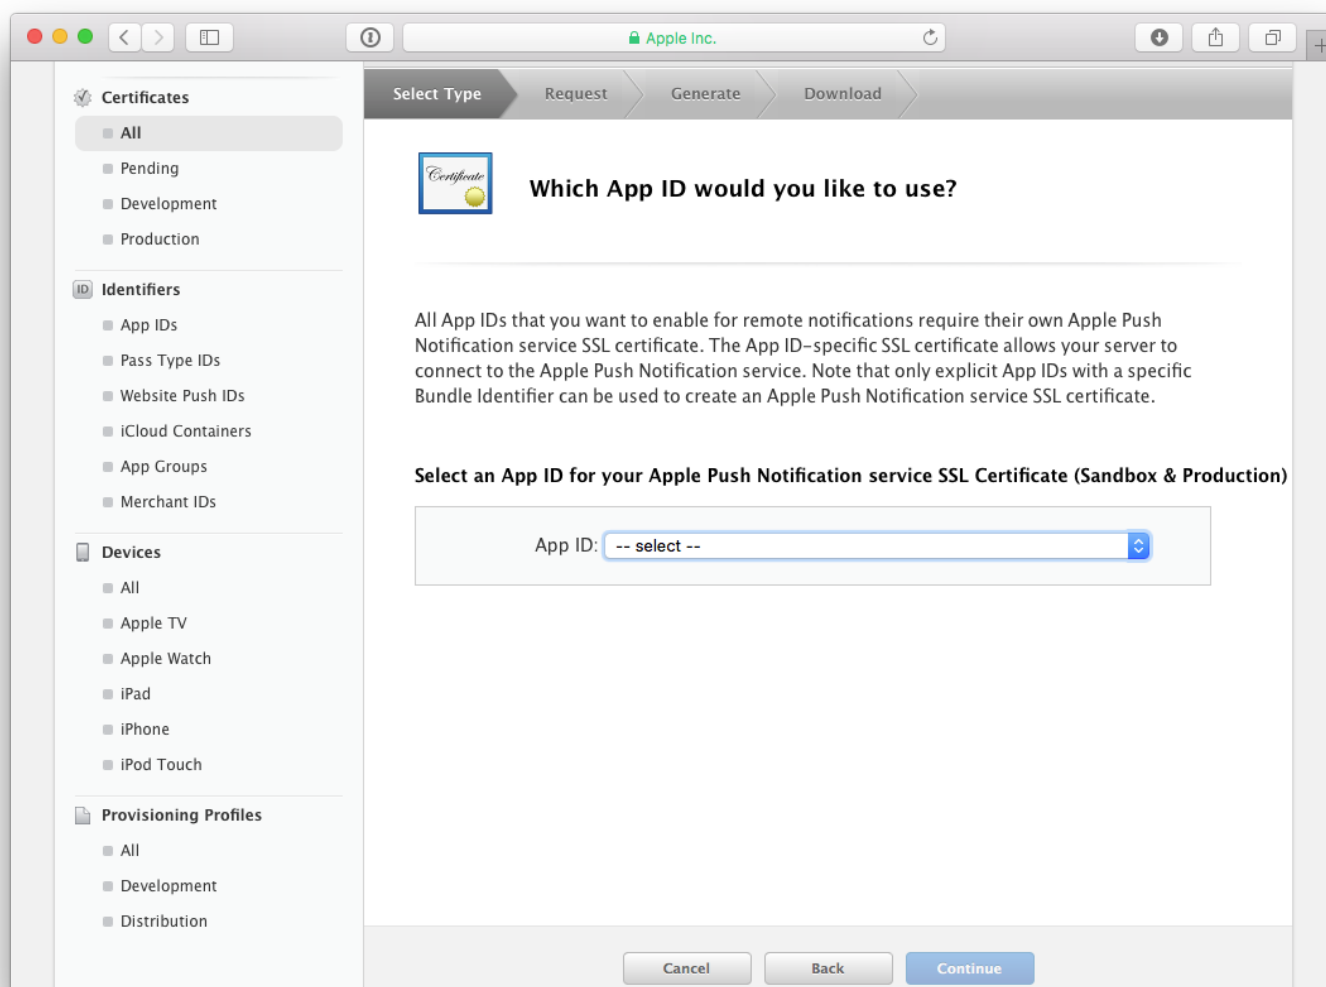 Apple Inc.
Certificates
All
Pending
Development
Production
ID Identifiers
App IDs
Pass Type IDs
Website Push IDs
iCloud Containers
App Groups
Merchant IDs
Devices
All
Apple TV
Apple Watch
iPad
iPhone
iPod Touch
Provisioning Profiles
All
Development
Distribution
Select Type Request Generate Download
Certificate
Which App ID would you like to use?
All App IDs that you want to enable for remote notifications require their own Apple Push
Notification service SSL certificate. The App ID-specific SSL certificate allows your server to
connect to the Apple Push Notification service. Note that only explicit App IDs with a specific
Bundle Identifier can be used to create an Apple Push Notification service SSL certificate.
Select an App ID for your Apple Push Notification service SSL Certificate (Sandbox & Production)
App ID: -- select --
Cancel Back Continue